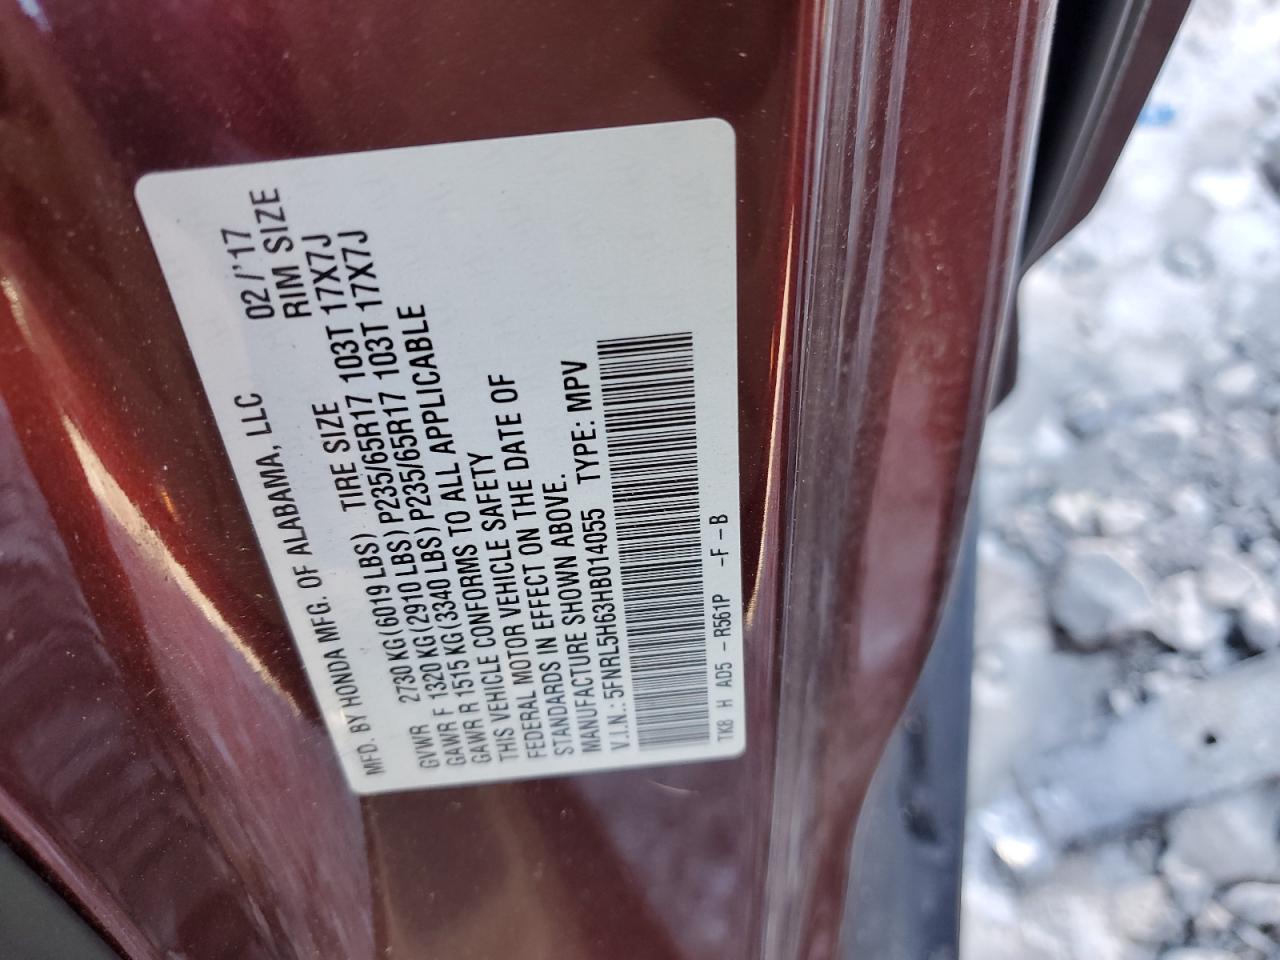 MFD. BY HONDA MFG. OF ALABAMA, LLC 02/'17
TIRE SIZE RIM SIZE
GVWR 2730 KG(6019 LBS)
GAWR F 1320 KG(2910 LBS) P235/65R17 103T 17X7J
GAWR R 1515 KG(3340 LBS) P235/65R17 103T 17X7J
THIS VEHICLE CONFORMS TO ALL APPLICABLE
FEDERAL MOTOR VEHICLE SAFETY
STANDARDS IN EFFECT ON THE DATE OF
MANUFACTURE SHOWN ABOVE.
V.I.N.: 5FNRL5H63HB014055 TYPE: MPV
TK8 H AD5 - R561P -F-B